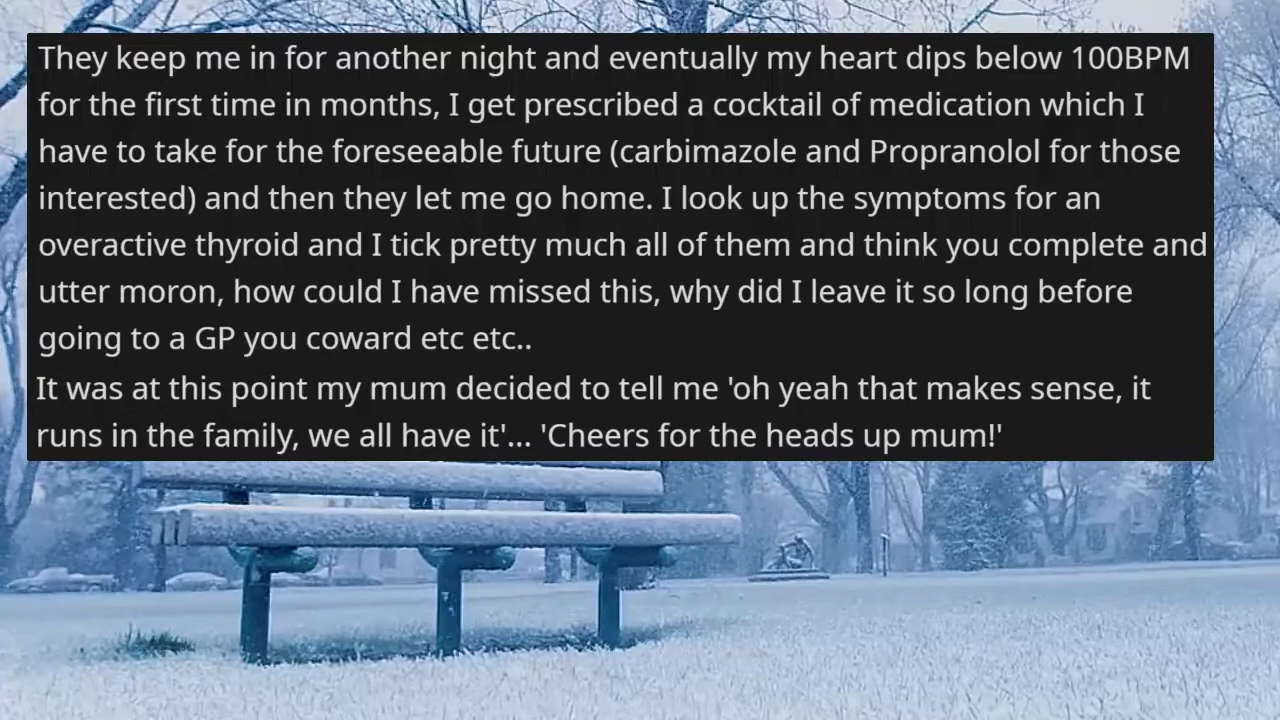 They keep me in for another night and eventually my heart dips below 100BPM
for the first time in months, I get prescribed a cocktail of medication which I
have to take for the foreseeable future (carbimazole and Propranolol for those
interested) and then they let me go home. I look up the symptoms for an
overactive thyroid and I tick pretty much all of them and think you complete and
utter moron, how could I have missed this, why did I leave it so long before
going to a GP you coward etc etc..
It was at this point my mum decided to tell me 'oh yeah that makes sense, it
runs in the family, we all have it'... 'Cheers for the heads up mum!'